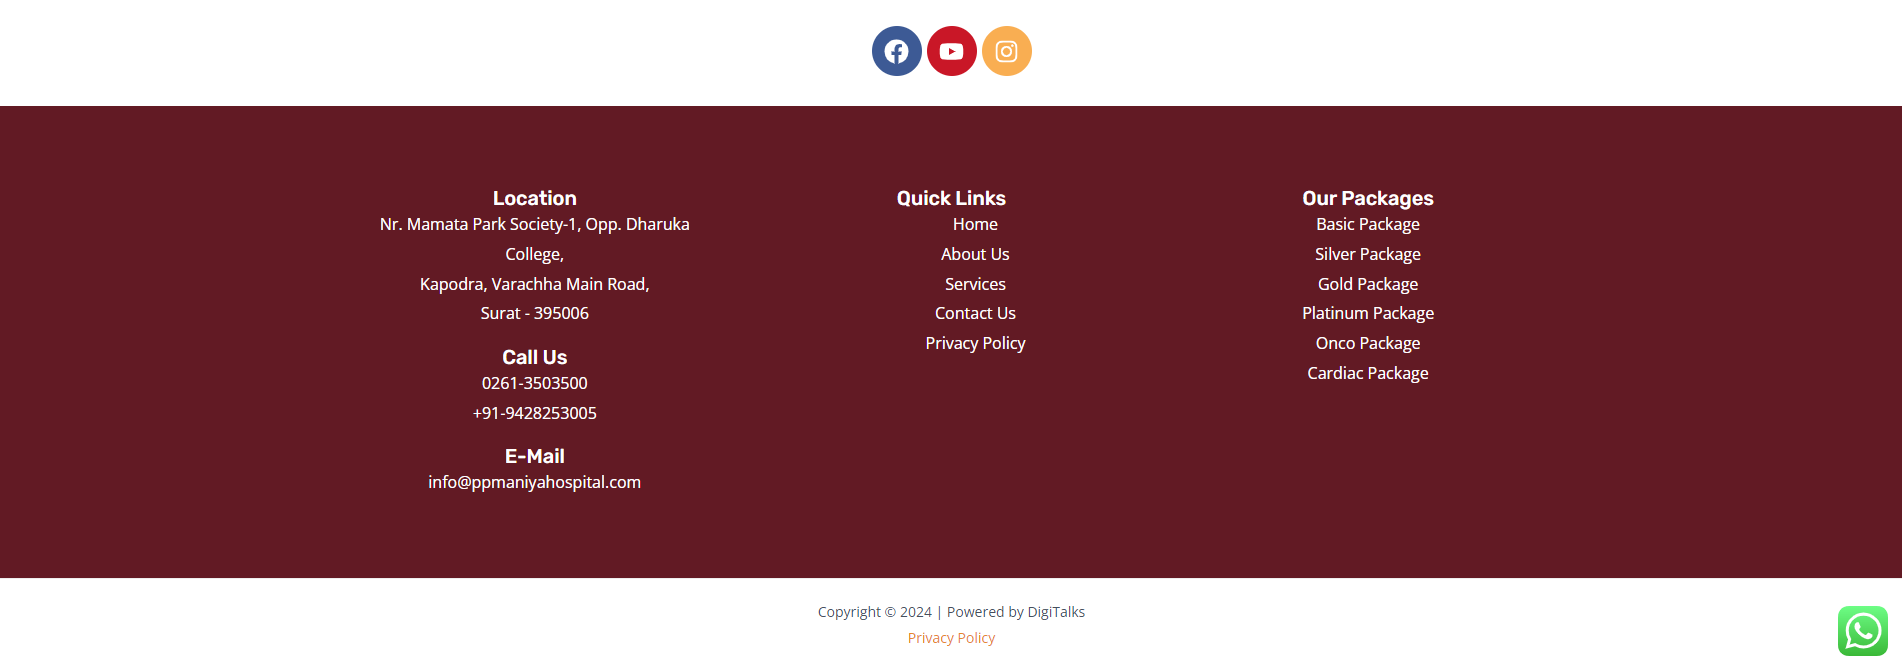 Location
Nr. Mamata Park Society-1, Opp. Dharuka
College,
Kapodra, Varachha Main Road,
Surat - 395006
Call Us
0261-3503500
+91-9428253005
E-Mail
info@ppmaniyahospital.com
Quick Links
Home
About Us
Services
Contact Us
Privacy Policy
Our Packages
Basic Package
Silver Package
Gold Package
Platinum Package
Onco Package
Cardiac Package
Copyright © 2024 | Powered by DigiTalks
Privacy Policy